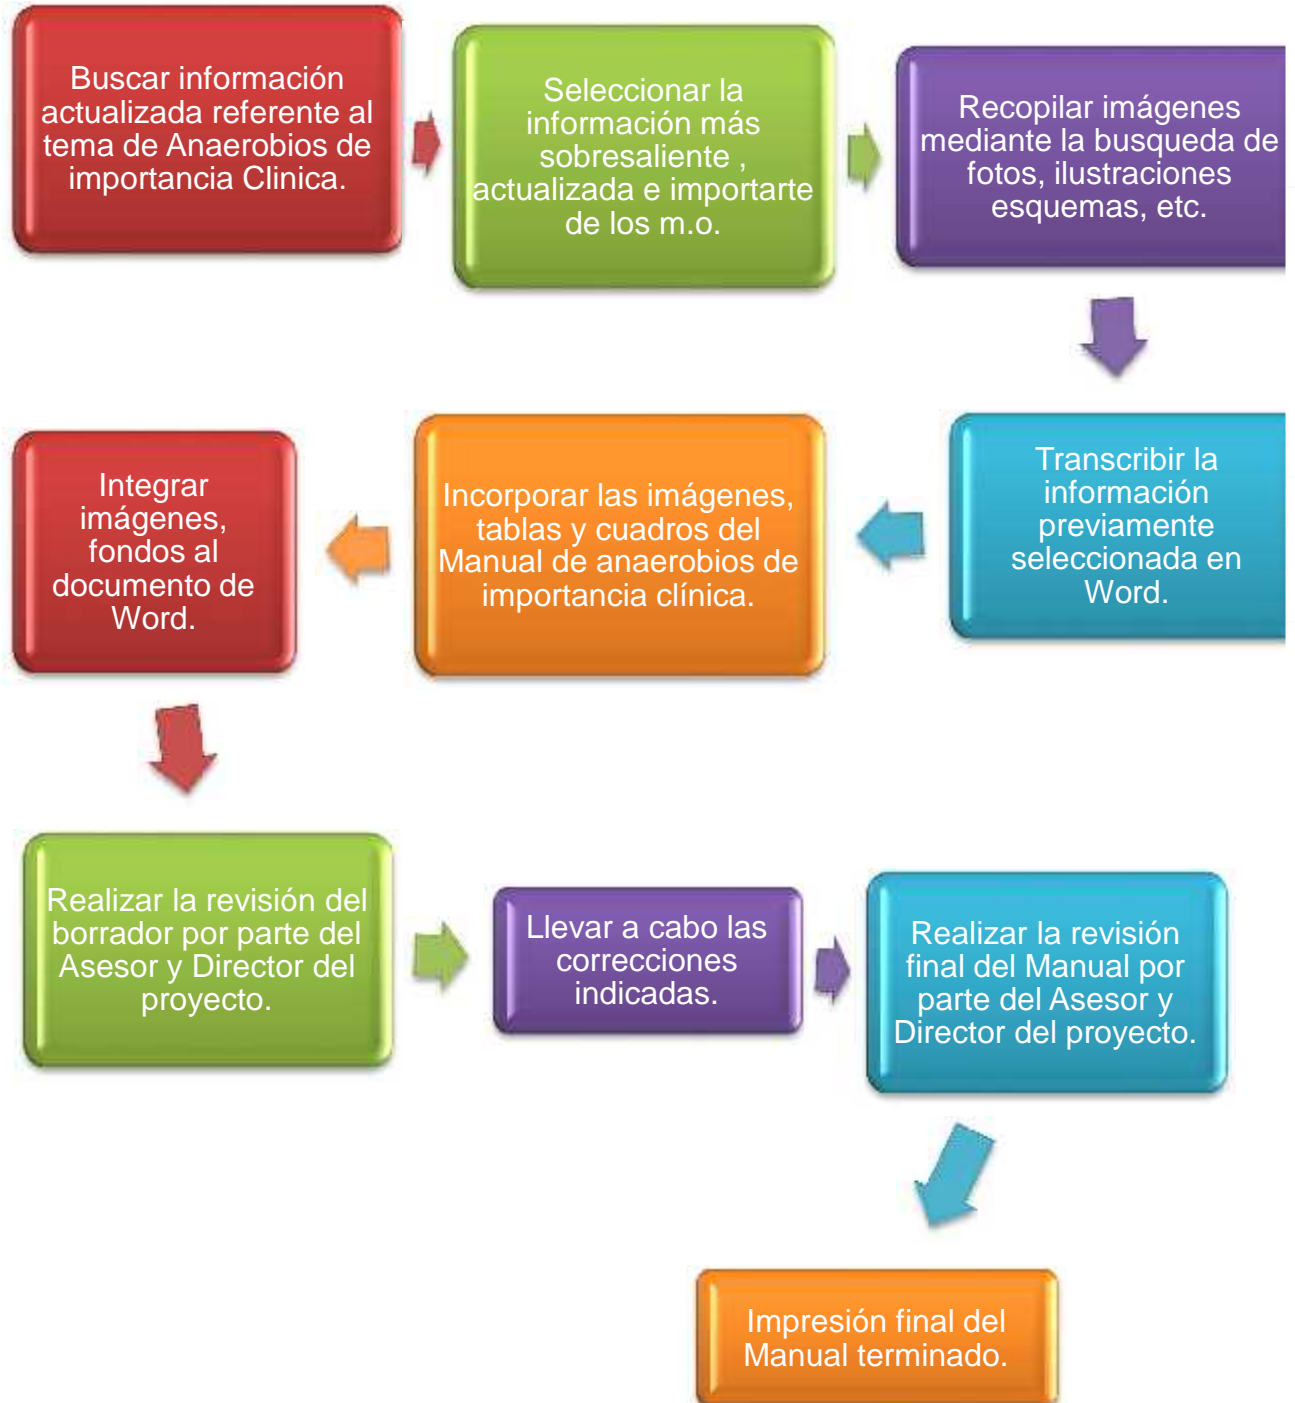 Buscar información
actualizada referente al
tema de Anaerobios de
importancia Clinica.
Seleccionar la
información más
sobresaliente ,
actualizada e importarte
de los m.o.
Recopilar imágenes
mediante la busqueda de
fotos, ilustraciones
esquemas, etc.
Transcribir la
información
previamente
seleccionada en
Word.
Incorporar las imágenes,
tablas y cuadros del
Manual de anaerobios de
importancia clínica.
Integrar
imágenes,
fondos al
documento de
Word.
Realizar la revisión del
borrador por parte del
Asesor y Director del
proyecto.
Llevar a cabo las
correcciones
indicadas.
Realizar la revisión
final del Manual por
parte del Asesor y
Director del proyecto.
Impresión final del
Manual terminado.